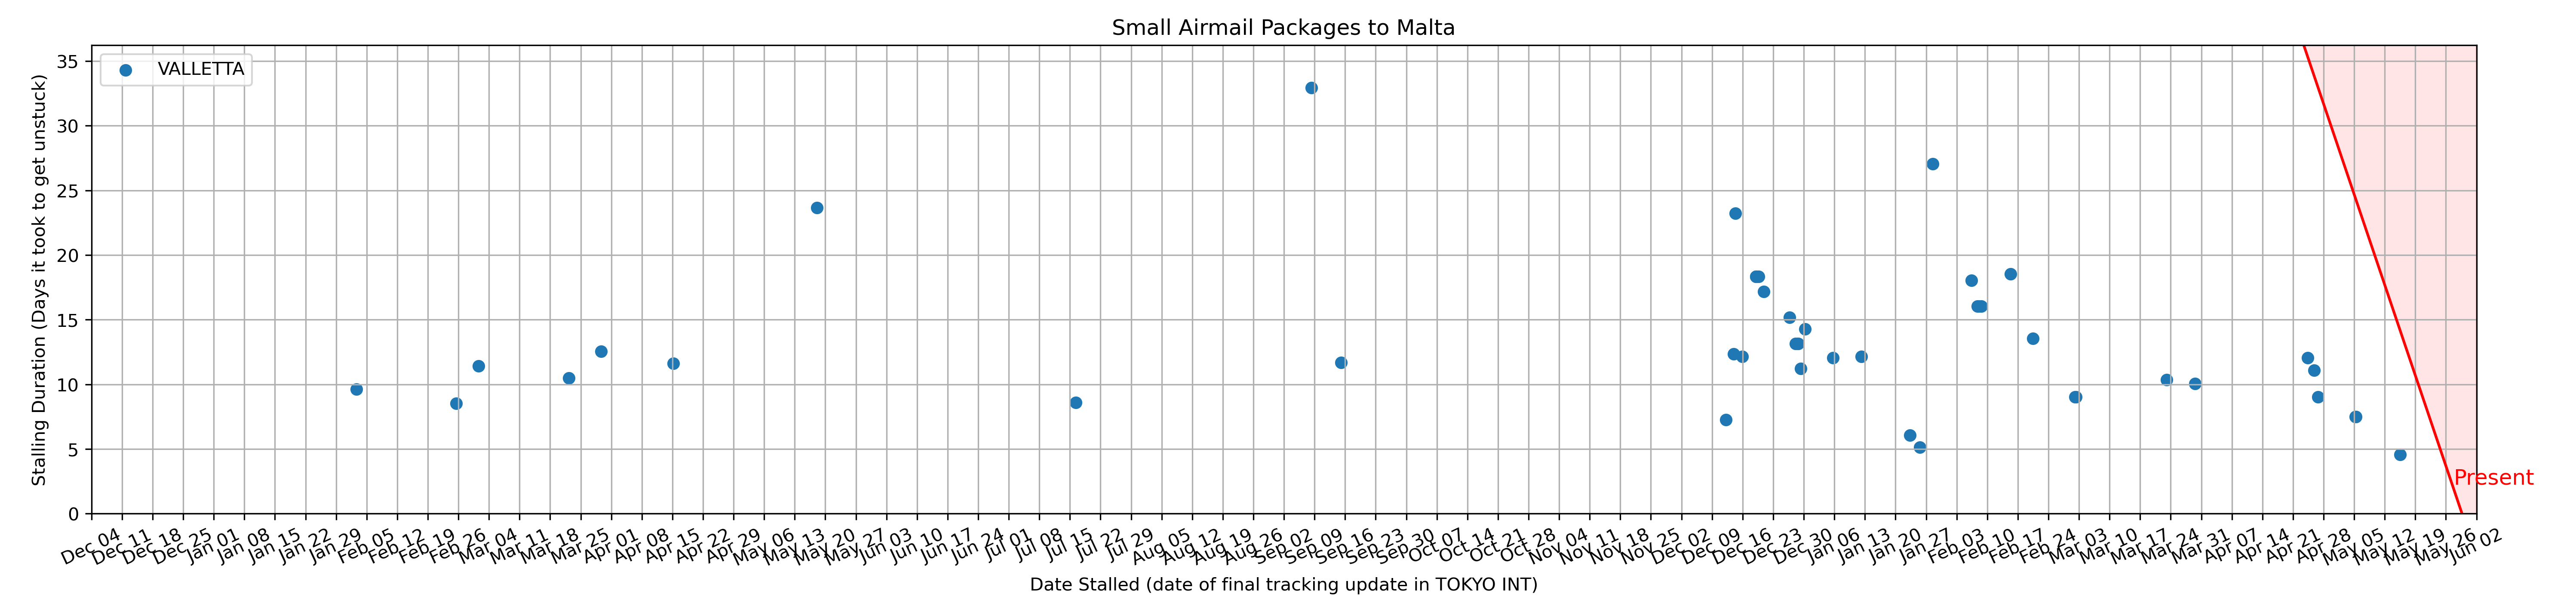 Small Airmail Packages to Malta
VALLETTA
Stalling Duration (Days it took to get unstuck)
35
30
25
20
15
10
5
0
Present
Dec 04
Dec 11
Dec 18
Dec 25
Jan 01
Jan 08
Jan 15
Jan 22
Jan 29
Feb 05
Feb 12
Feb 19
Feb 26
Mar 04
Mar 11
Mar 18
Mar 25
Apr 01
Apr 08
Apr 15
Apr 22
Apr 29
May 06
May 13
May 20
May 27
Jun 03
Jun 10
Jun 17
Jun 24
Jul 01
Jul 08
Jul 15
Jul 22
Jul 29
Aug 05
Aug 12
Aug 19
Aug 26
Sep 02
Sep 09
Sep 16
Sep 23
Sep 30
Oct 07
Oct 14
Oct 21
Oct 28
Nov 04
Nov 11
Nov 18
Nov 25
Dec 02
Dec 09
Dec 16
Dec 23
Dec 30
Jan 06
Jan 13
Jan 20
Jan 27
Feb 03
Feb 10
Feb 17
Feb 24
Mar 03
Mar 10
Mar 17
Mar 24
Mar 31
Apr 07
Apr 14
Apr 21
Apr 28
May 05
May 12
May 19
May 26
Jun 02
Date Stalled (date of final tracking update in TOKYO INT)